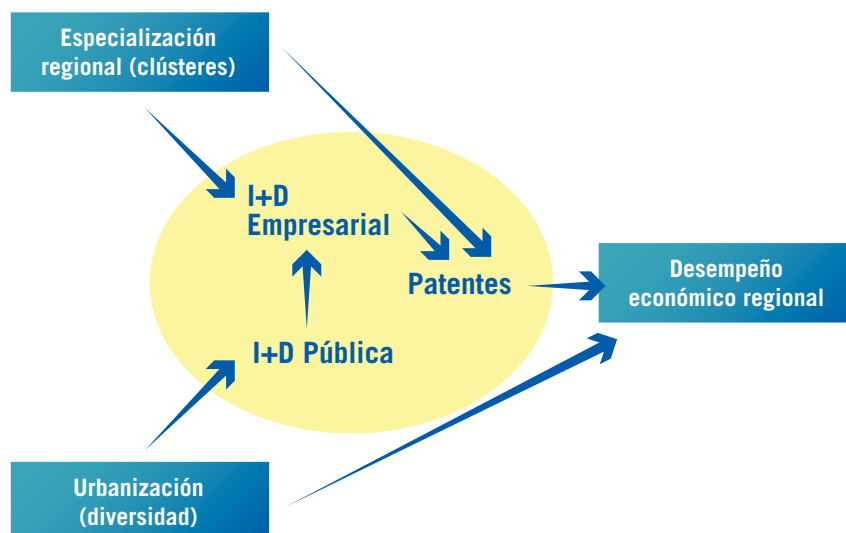 Especialización
regional (clústeres)
I+D
Empresarial
Patentes
Desempeño
económico regional
I+D Pública
Urbanización
(diversidad)